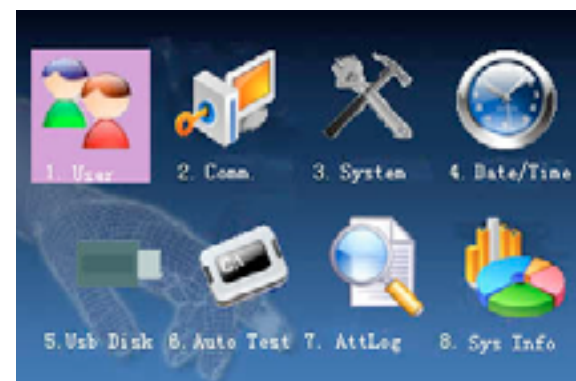 1. User 2. Comm. 3. System 4. Date/Time
5.Usb Disk 6.Auto Test 7. AttLog 8. Sys Info